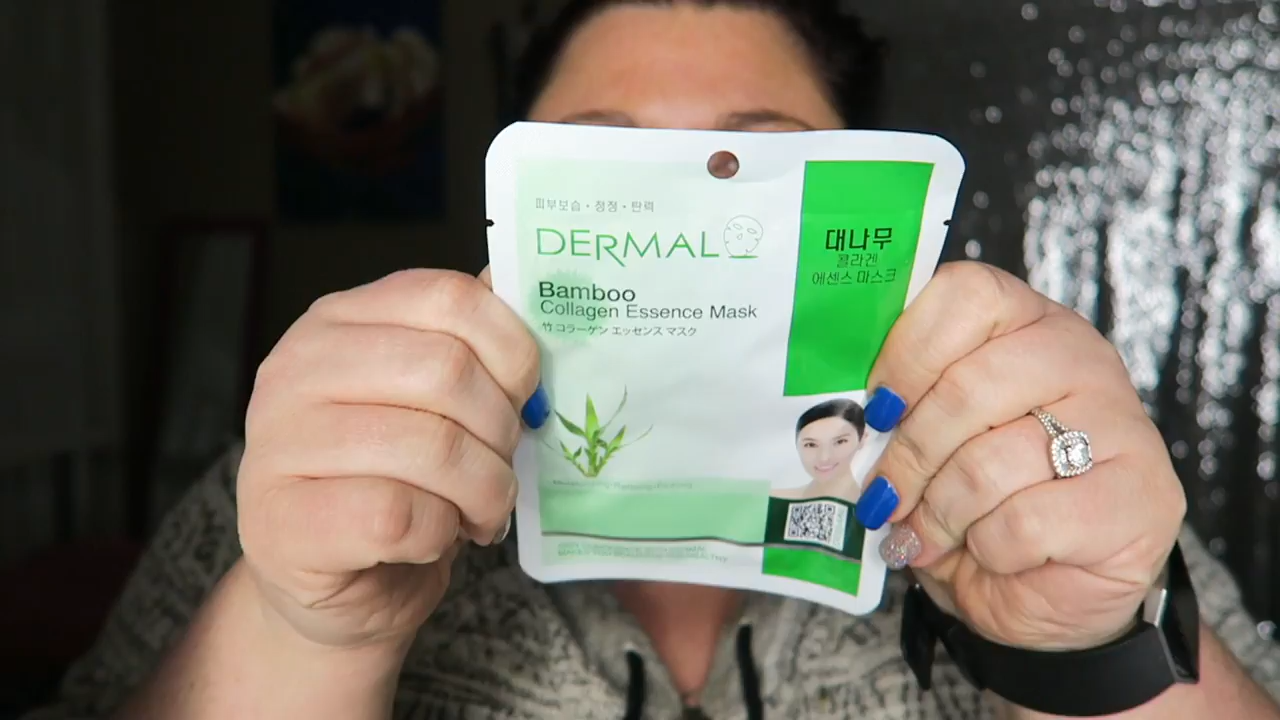 피부보습 • 정정 • 탄력
DERMAL
Bamboo
Collagen Essence Mask
竹 コラーゲン エッセンス マスク
대나무
콜라겐
에센스 마스크